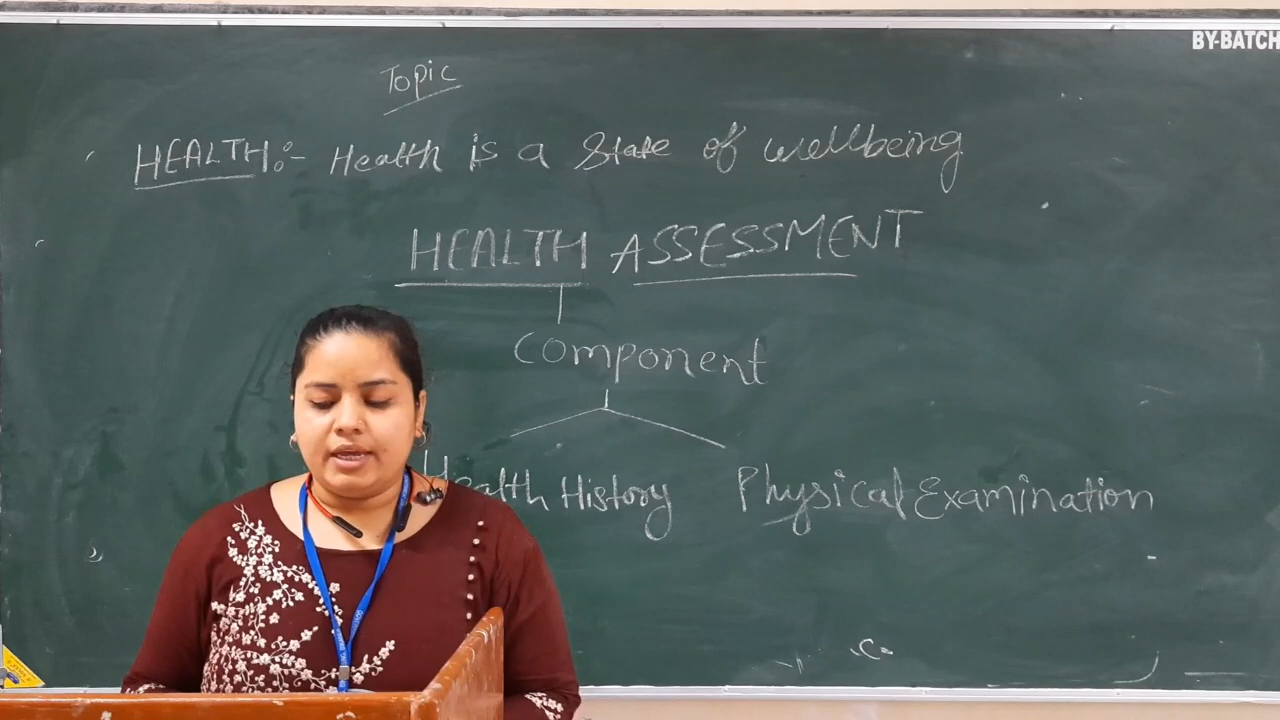 BY-BATCH
Topic
HEALTH:- Health is a State of wellbeing
HEALTH ASSESSMENT
Component
Health History Physical Examination